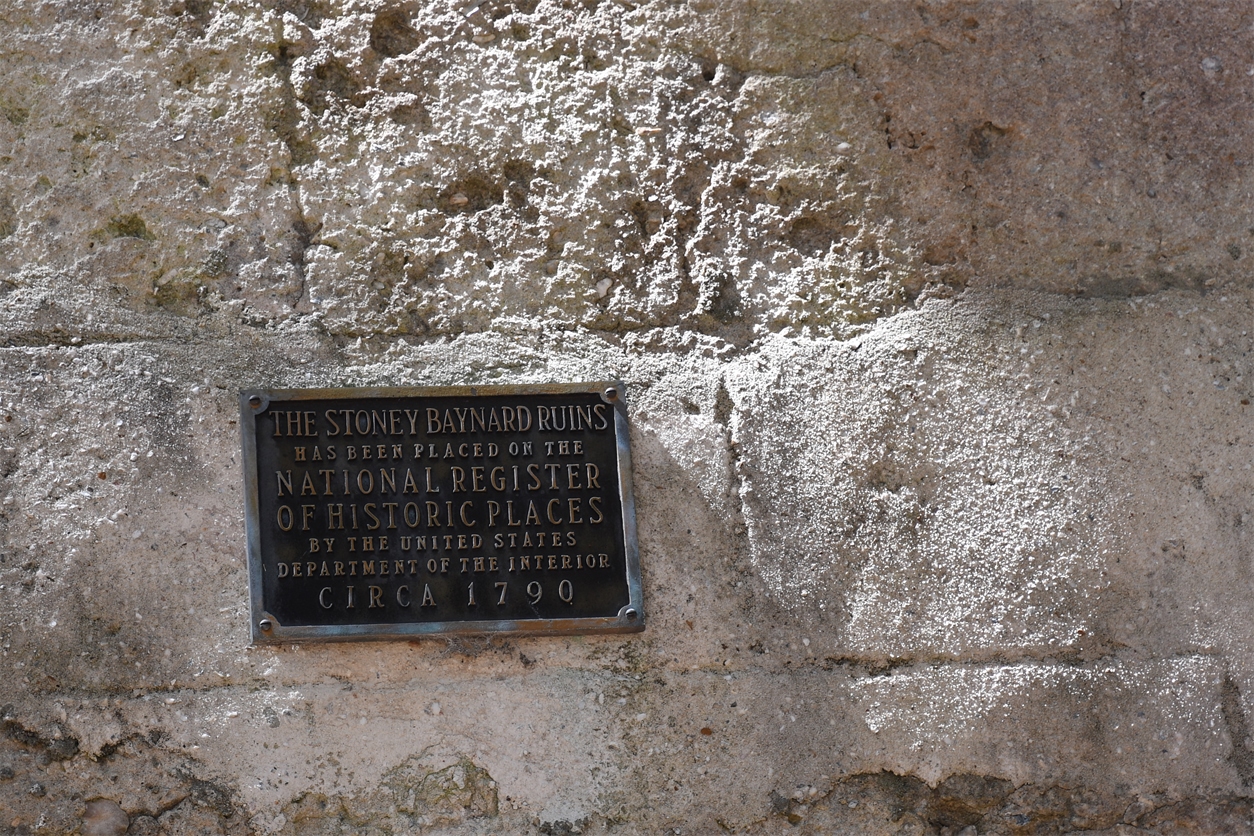 THE STONEY BAYNARD RUINS
HAS BEEN PLACED ON THE
NATIONAL REGISTER
OF HISTORIC PLACES
BY THE UNITED STATES
DEPARTMENT OF THE INTERIOR
CIRCA 1790